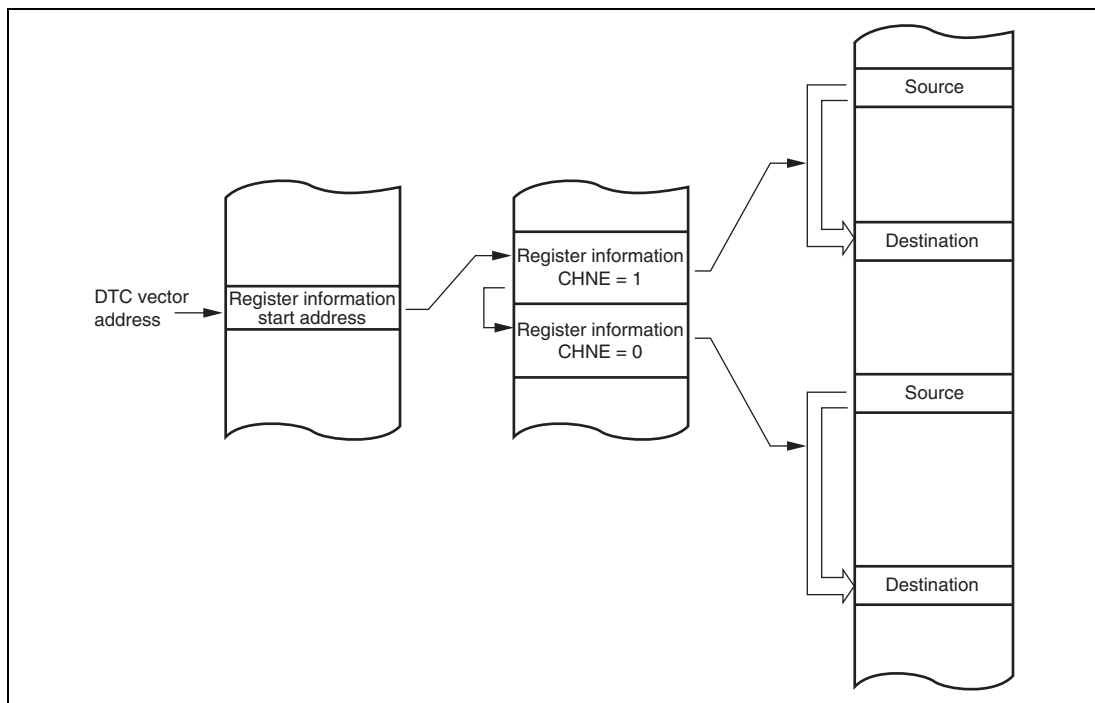 DTC vector
address
Register information
start address
Register information
CHNE = 1
Register information
CHNE = 0
Source
Destination
Source
Destination